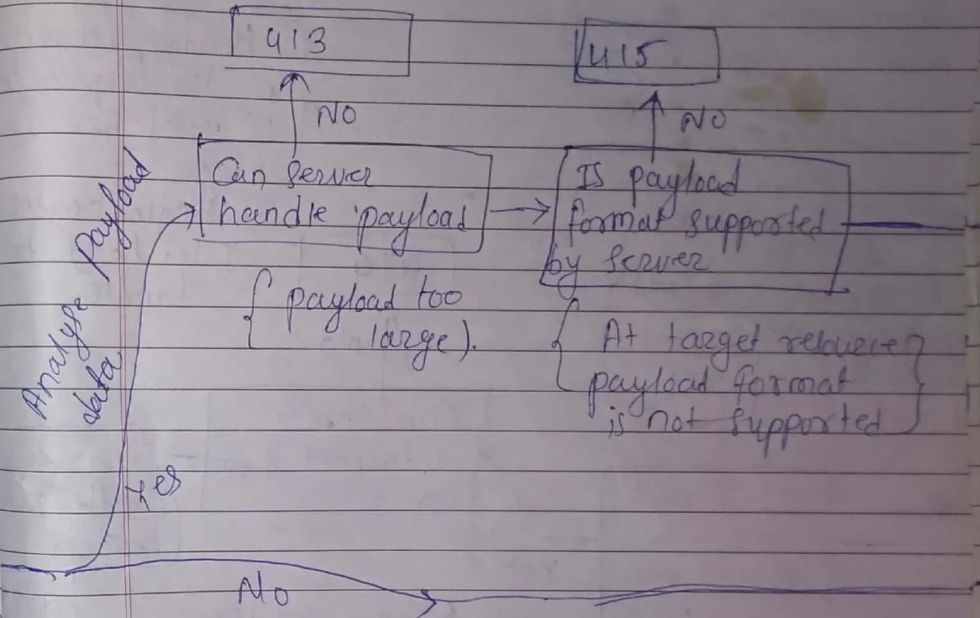 413
415
NO
NO
Can Server
handle payload
Is payload
format supported
by server
{ payload too
large).
{ At target resource }
payload format
is not supported
Analyse Payload
data
Yes
No